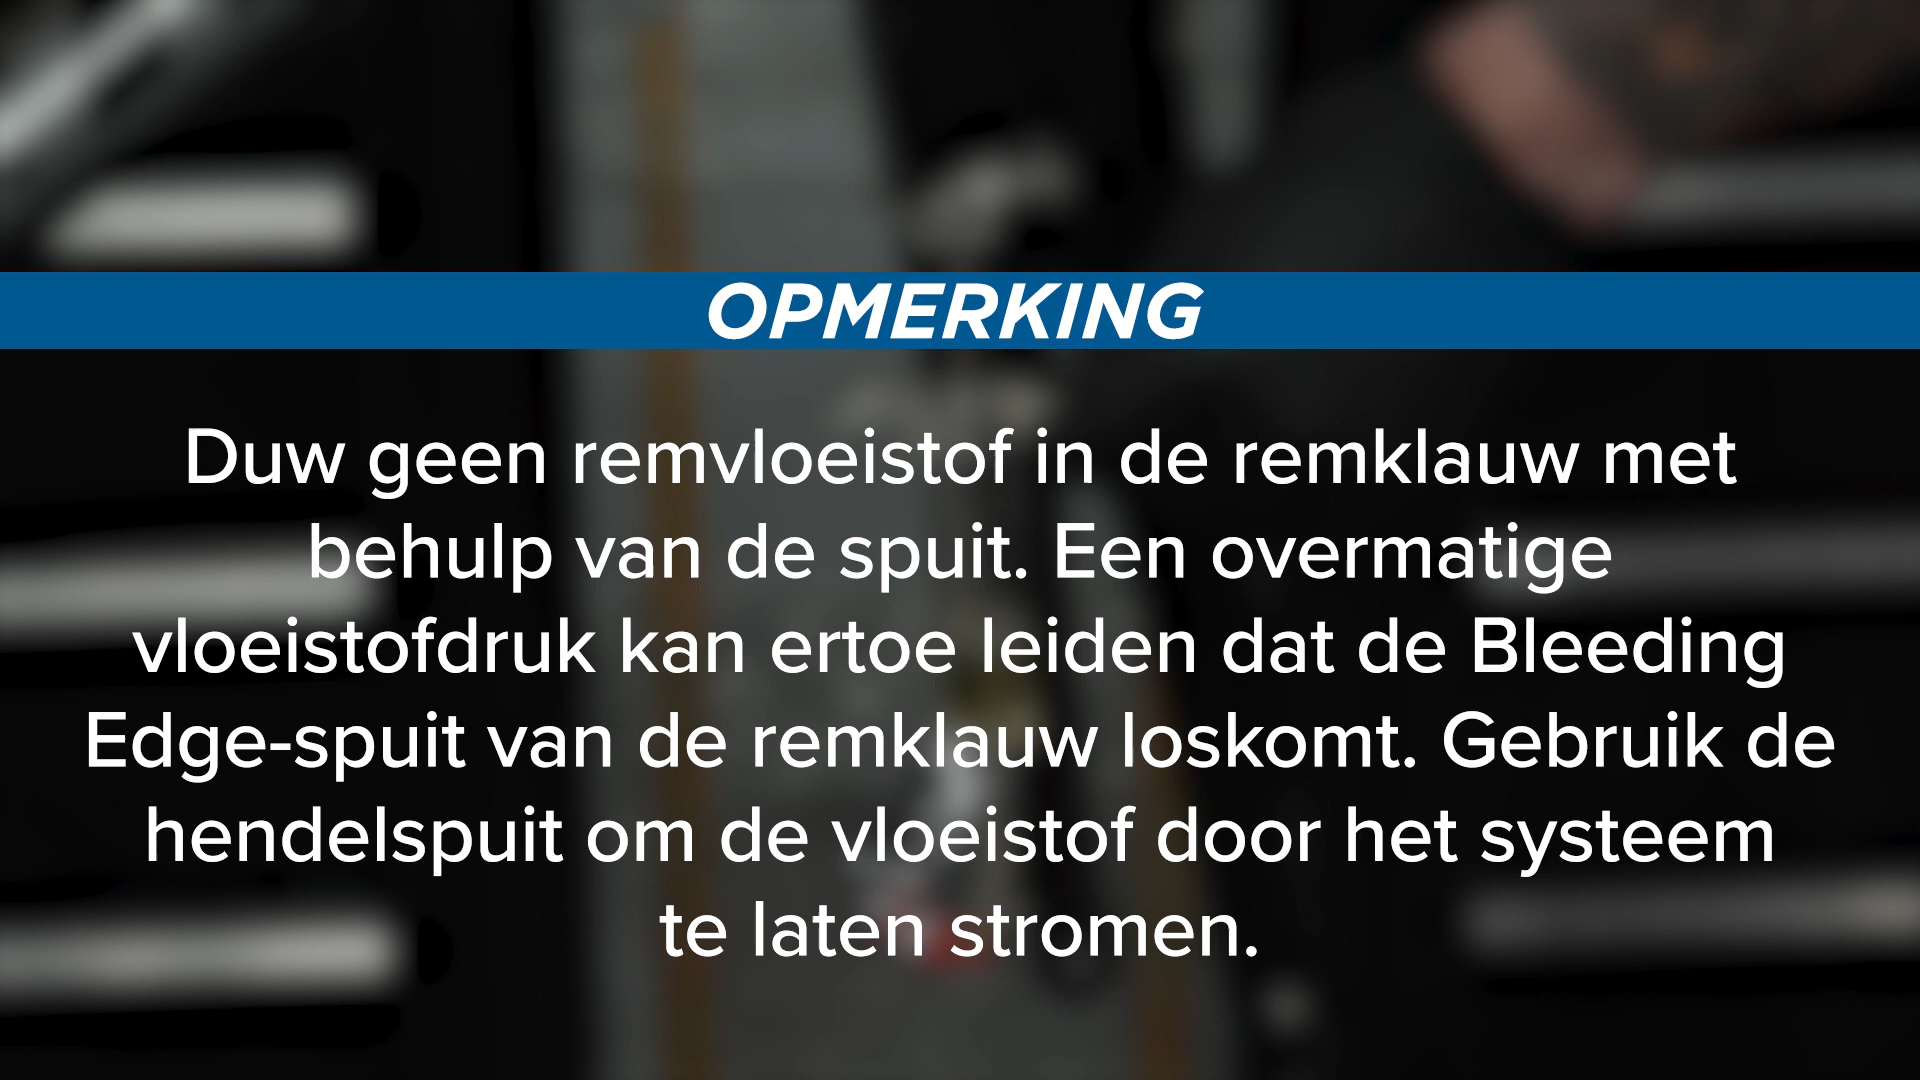 OPMERKING
Duw geen remvloeistof in de remklauw met
behulp van de spuit. Een overmatige
vloeistofdruk kan ertoe leiden dat de Bleeding
Edge-spuit van de remklauw loskomt. Gebruik de
hendelspuit om de vloeistof door het systeem
te laten stromen.